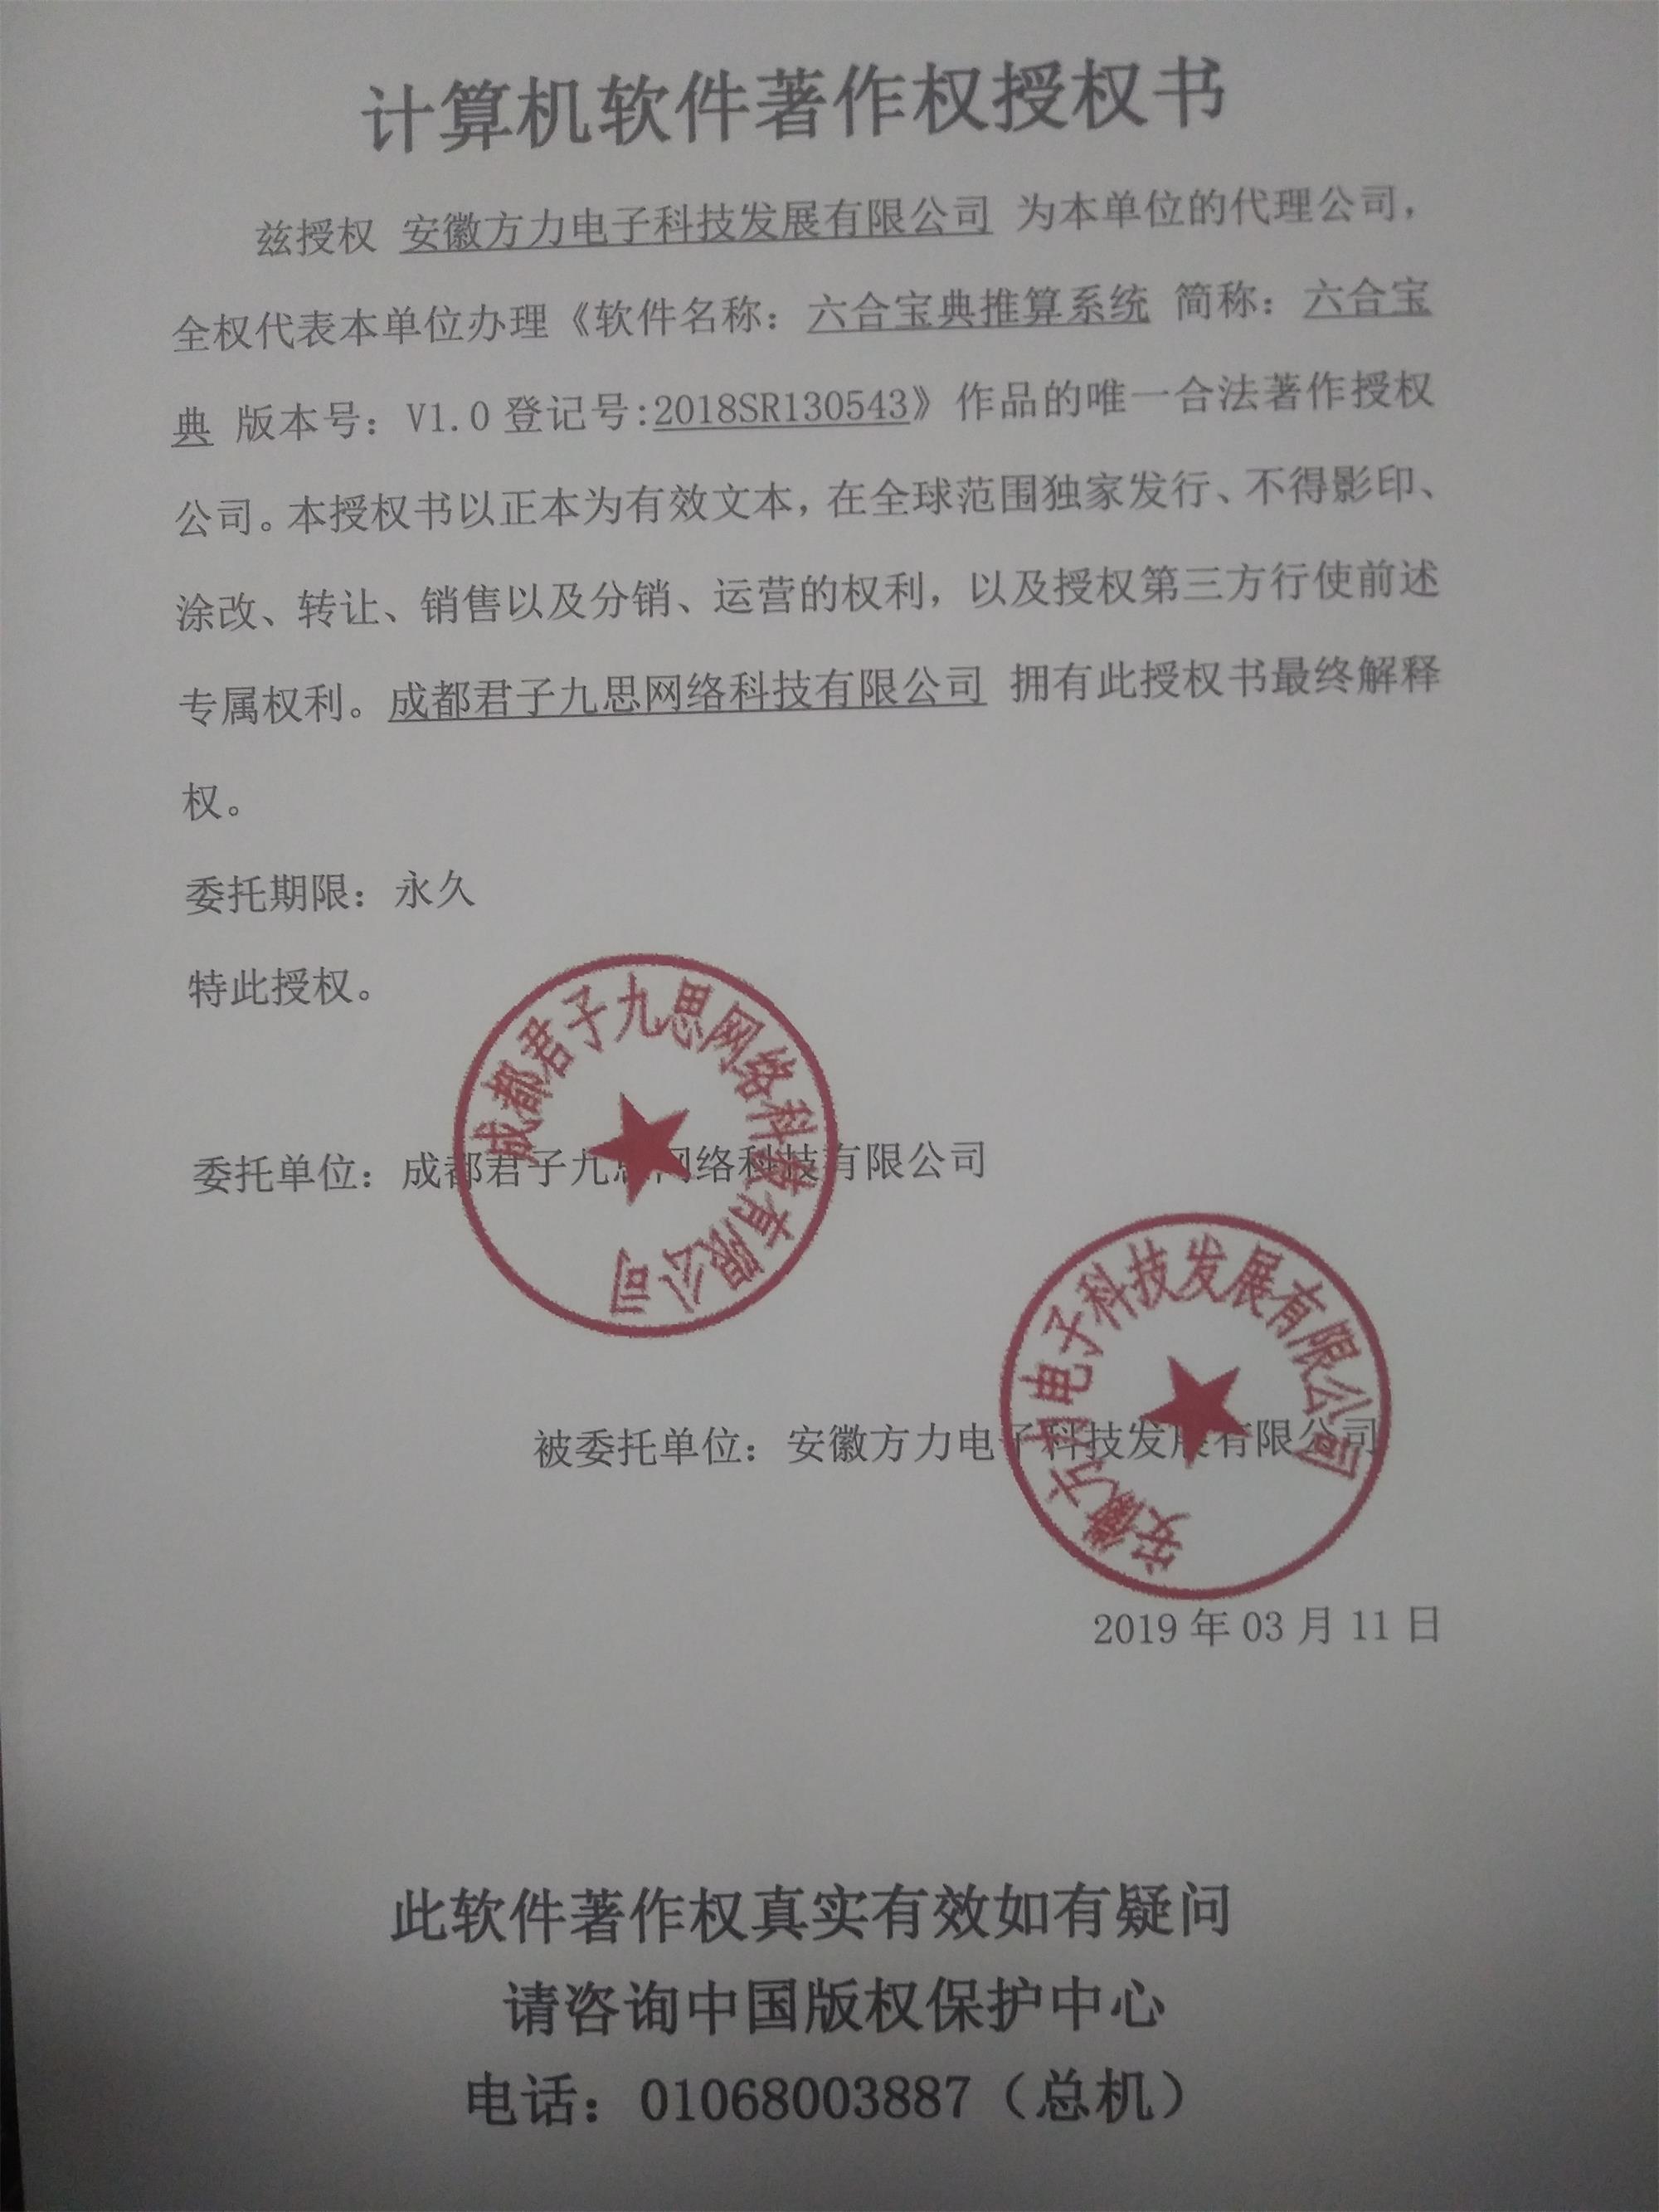 计算机软件著作权授权书
兹授权 安徽方力电子科技发展有限公司 为本单位的代理公司，
全权代表本单位办理《软件名称：六合宝典推算系统 简称：六合宝
典 版本号：V1.0 登记号:2018SR130543》作品的唯一合法著作授权
公司。本授权书以正本为有效文本，在全球范围独家发行、不得影印、
涂改、转让、销售以及分销、运营的权利，以及授权第三方行使前述
专属权利。成都君子九思网络科技有限公司 拥有此授权书最终解释
权。
委托期限：永久
特此授权。
成都君子九思网络科技有限公司
委托单位：成都君子九思网络科技有限公司
安徽方力电子科技发展有限公司
被委托单位：安徽方力电子科技发展有限公司
2019 年 03 月 11 日
此软件著作权真实有效如有疑问
请咨询中国版权保护中心
电话：01068003887（总机）